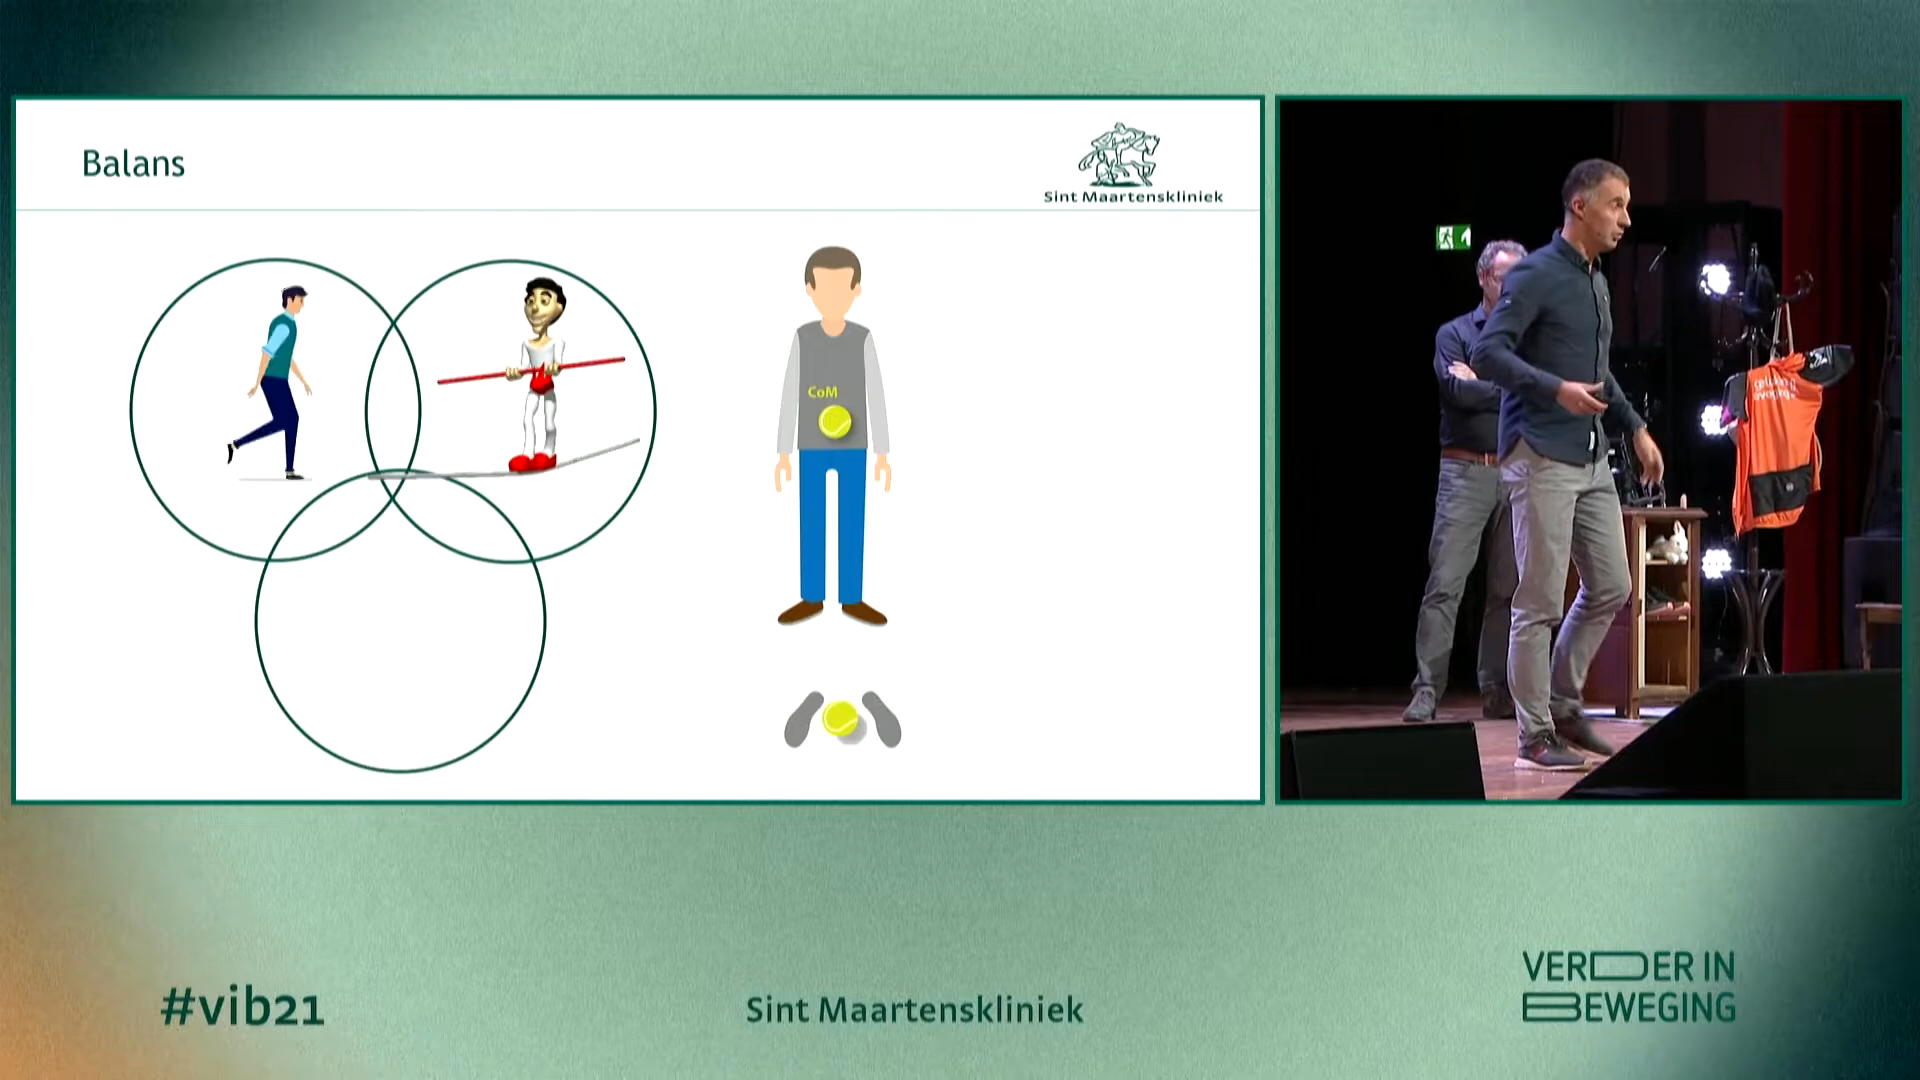 Balans
Sint Maartenskliniek
CoM
#vib21
Sint Maartenskliniek
VERDER IN
BEWEGING